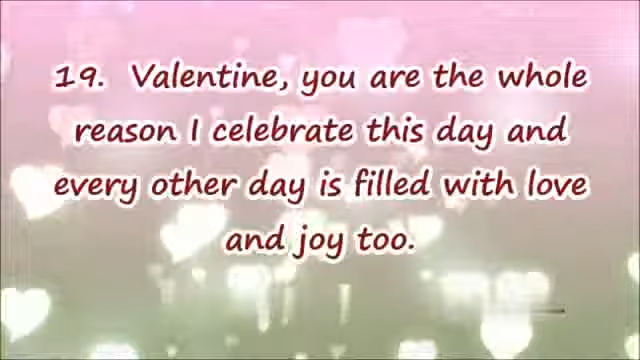 19. Valentine, you are the whole
reason I celebrate this day and
every other day is filled with love
and joy too.